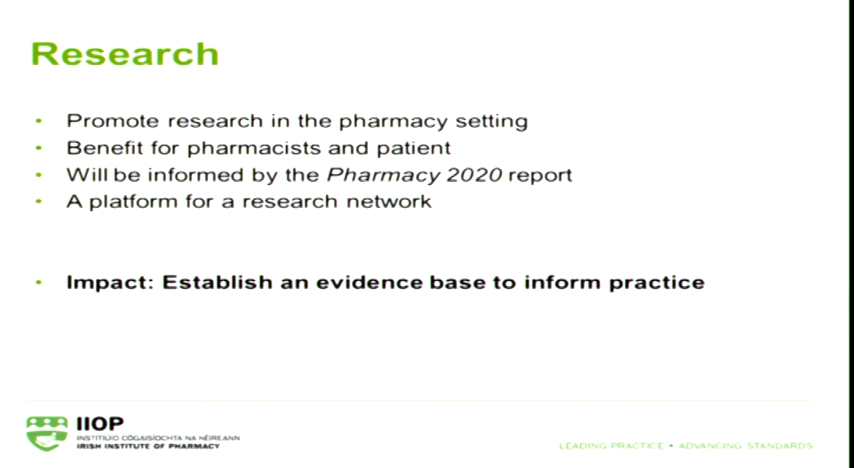 Research
• Promote research in the pharmacy setting
• Benefit for pharmacists and patient
• Will be informed by the Pharmacy 2020 report
• A platform for a research network
• Impact: Establish an evidence base to inform practice
IIOP
INSTITIÚID CÓGAISÍOCHTA NA HÉIREANN
IRISH INSTITUTE OF PHARMACY
LEADING PRACTICE • ADVANCING STANDARDS